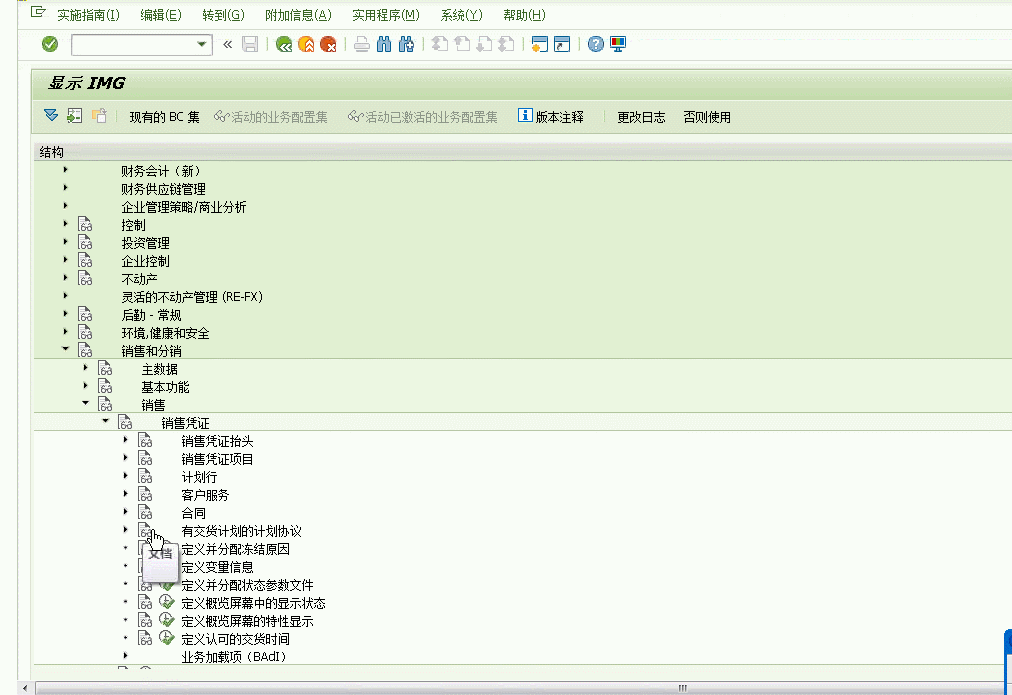 实施指南(I) 编辑(E) 转到(G) 附加信息(A) 实用程序(M) 系统(Y) 帮助(H)
显示 IMG
现有的 BC 集 活动的业务配置集 活动已激活的业务配置集 版本注释 更改日志 否则使用
结构
财务会计（新）
财务供应链管理
企业管理策略/商业分析
控制
投资管理
企业控制
不动产
灵活的不动产管理 (RE-FX)
后勤 - 常规
环境,健康和安全
销售和分销
主数据
基本功能
销售
销售凭证
销售凭证抬头
销售凭证项目
计划行
客户服务
合同
有交货计划的计划协议
定义并分配冻结原因
文档
定义变量信息
定义并分配状态参数文件
定义概览屏幕中的显示状态
定义概览屏幕的特性显示
定义认可的交货时间
业务加载项（BAdI）